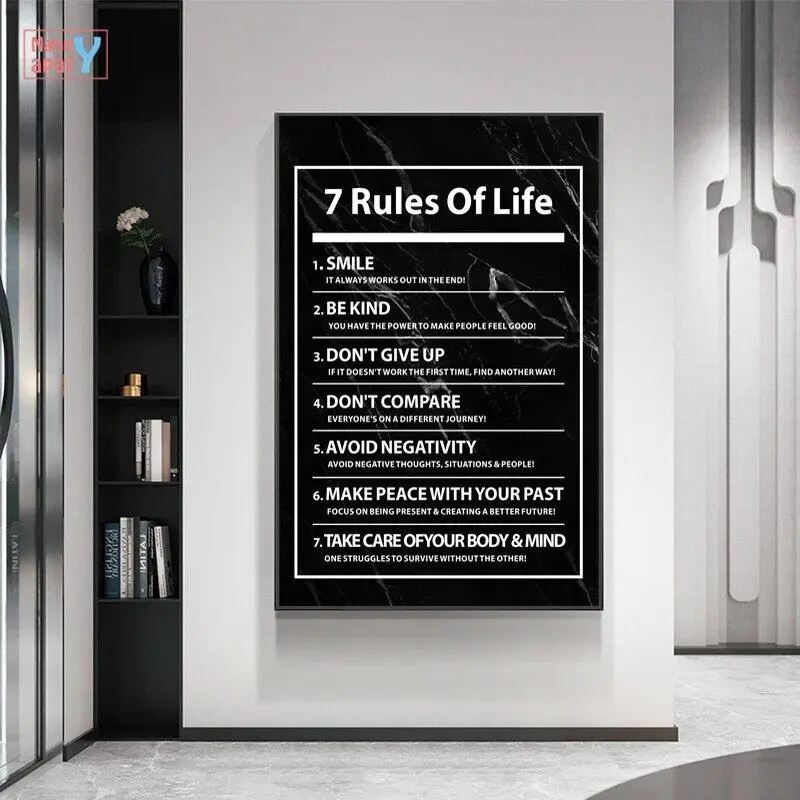 7 Rules Of Life
1. SMILE
IT ALWAYS WORKS OUT IN THE END!
2. BE KIND
YOU HAVE THE POWER TO MAKE PEOPLE FEEL GOOD!
3. DON'T GIVE UP
IF IT DOESN'T WORK THE FIRST TIME, FIND ANOTHER WAY!
4. DON'T COMPARE
EVERYONE'S ON A DIFFERENT JOURNEY!
5. AVOID NEGATIVITY
AVOID NEGATIVE THOUGHTS, SITUATIONS & PEOPLE!
6. MAKE PEACE WITH YOUR PAST
FOCUS ON BEING PRESENT & CREATING A BETTER FUTURE!
7. TAKE CARE OFYOUR BODY & MIND
ONE STRUGGLES TO SURVIVE WITHOUT THE OTHER!
LATIN